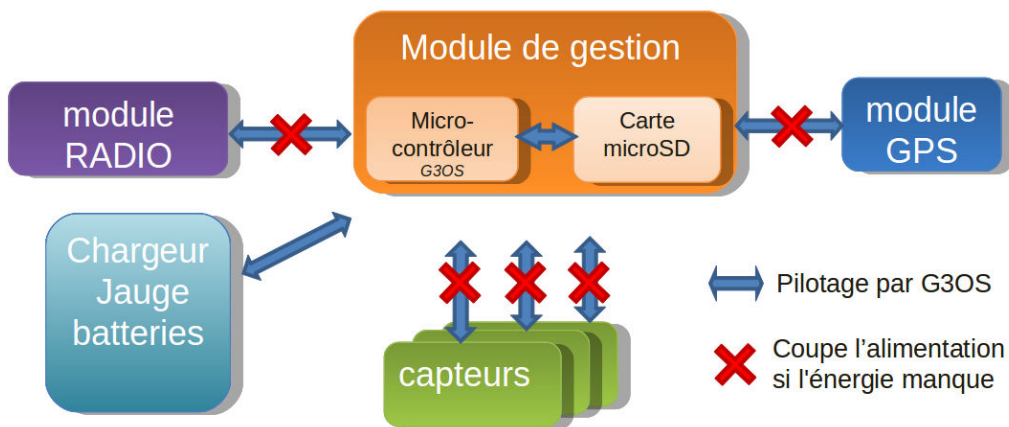 Module de gestion
module
RADIO
Micro-
contrôleur
G3OS
Carte
microSD
module
GPS
Chargeur
Jauge
batteries
capteurs
Pilotage par G3OS
Coupe l'alimentation
si l'énergie manque